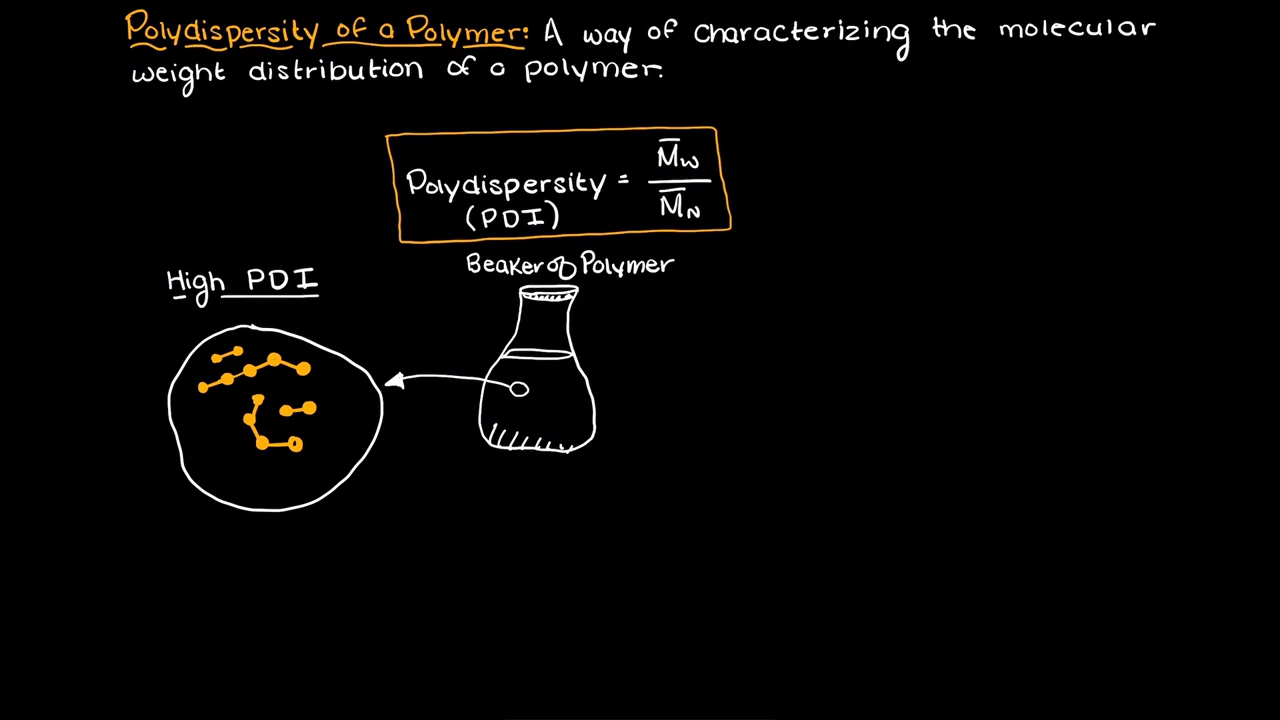 Polydispersity of a Polymer: A way of characterizing the molecular
weight distribution of a polymer.
Polydispersity = M̅w / M̅N
(PDI)
Beaker of Polymer
High PDI